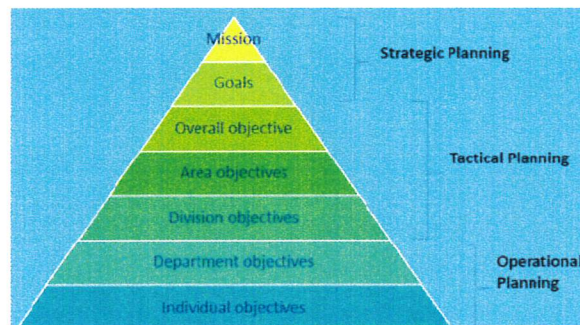 Mission
Strategic Planning
Goals
Overall objective
Tactical Planning
Area objectives
Division objectives
Department objectives
Operational
Planning
Individual objectives